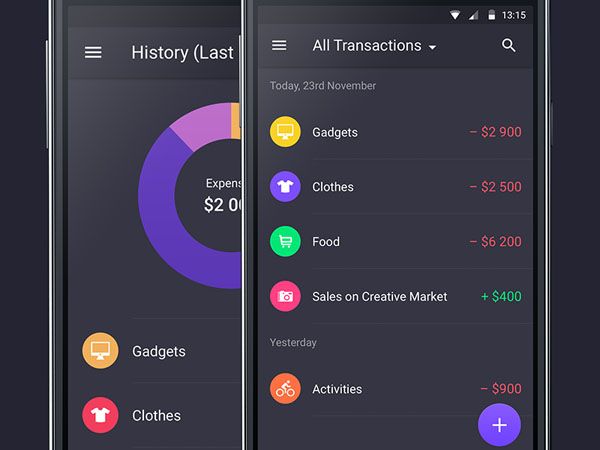 History (Last
Expens
$2 00
Gadgets
Clothes
13:15
All Transactions
Today, 23rd November
Gadgets
– $2 900
Clothes
– $2 500
Food
– $6 200
Sales on Creative Market
+ $400
Yesterday
Activities
– $900